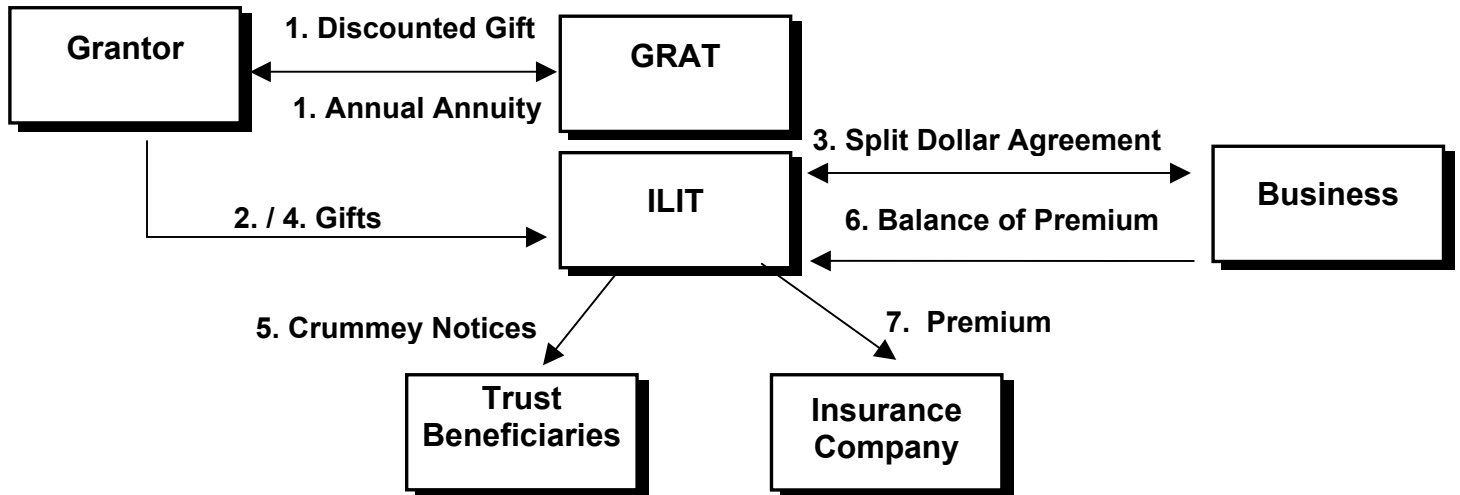 Grantor
1. Discounted Gift
GRAT
1. Annual Annuity
3. Split Dollar Agreement
ILIT
Business
2. / 4. Gifts
6. Balance of Premium
5. Crummey Notices
7. Premium
Trust
Beneficiaries
Insurance
Company